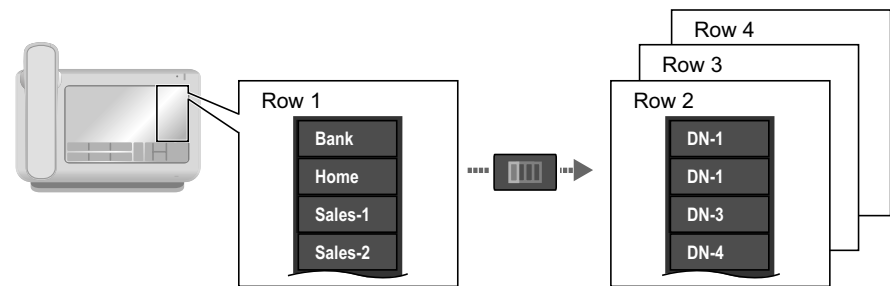 Row 1
Bank
Home
Sales-1
Sales-2
Row 4
Row 3
Row 2
DN-1
DN-1
DN-3
DN-4